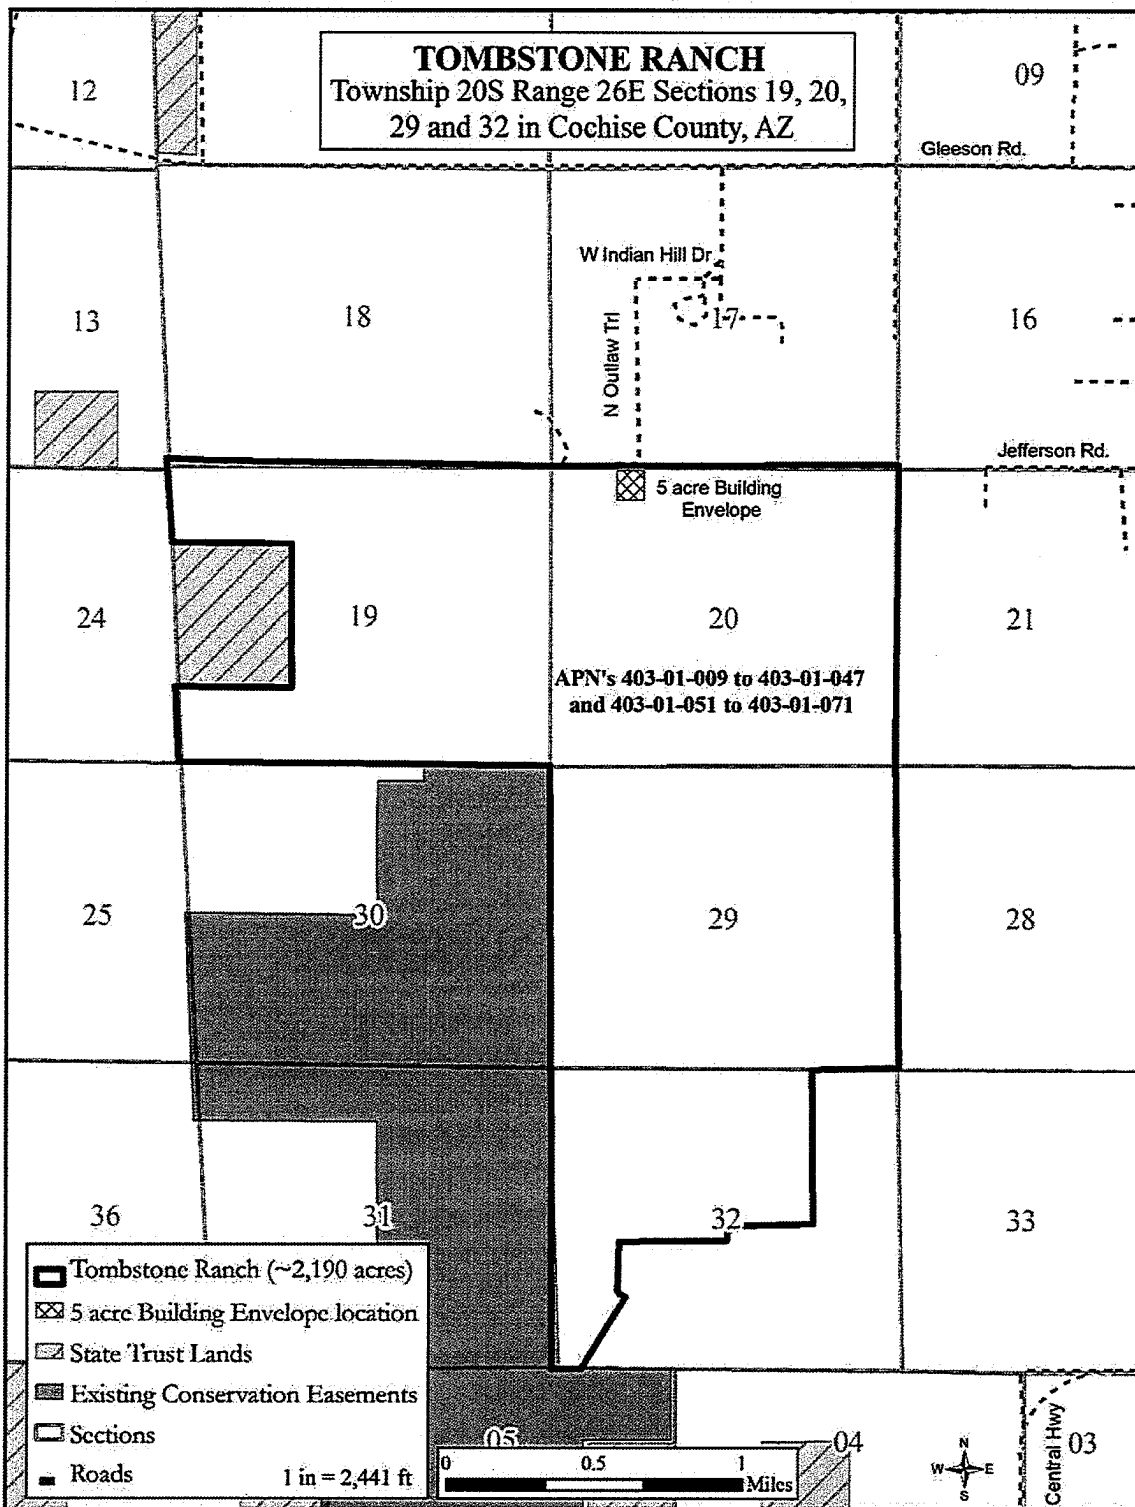 TOMBSTONE RANCH
Township 20S Range 26E Sections 19, 20,
29 and 32 in Cochise County, AZ
12
09
Gleeson Rd.
W Indian Hill Dr
13
18
17
16
N Outlaw Trl
Jefferson Rd.
5 acre Building
Envelope
24
19
20
21
APN's 403-01-009 to 403-01-047
and 403-01-051 to 403-01-071
25
30
29
28
36
31
32
33
Tombstone Ranch (~2,190 acres)
5 acre Building Envelope location
State Trust Lands
Existing Conservation Easements
Sections
Roads
1 in = 2,441 ft
05
0 0.5 1
Miles
04
N
W E
S
Central Hwy
03